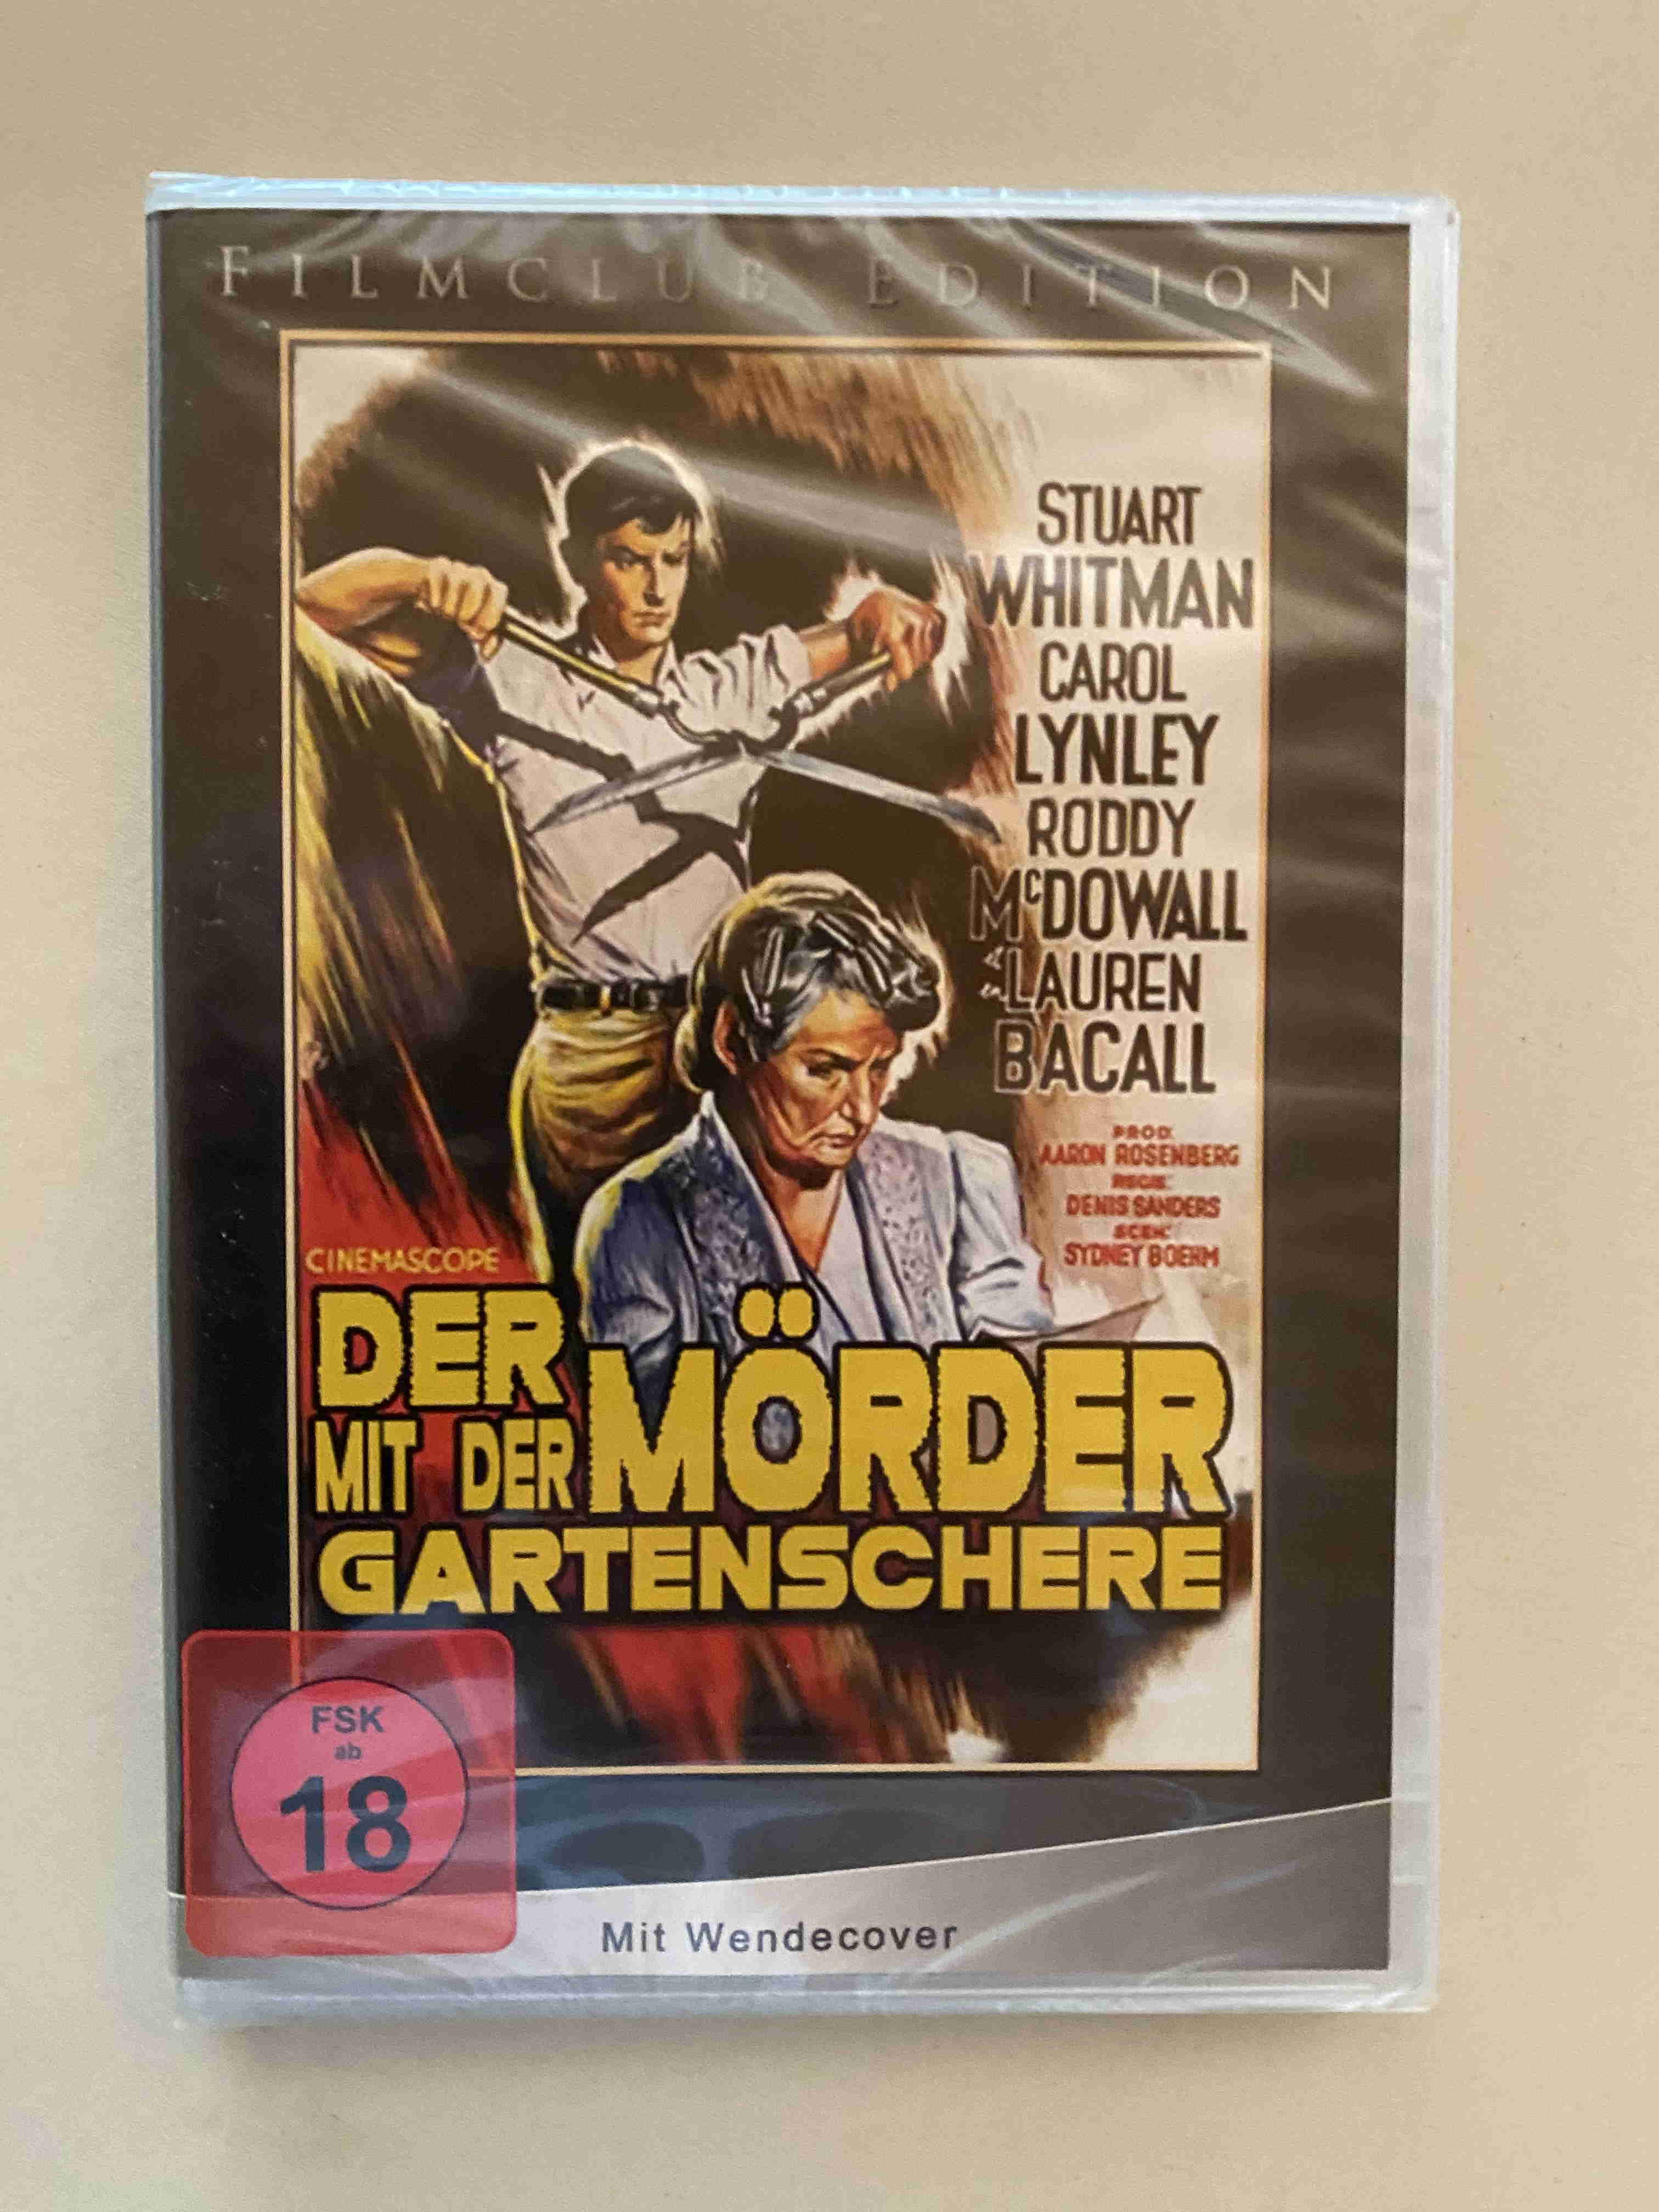 FILMCLUB EDITION
STUART
WHITMAN
CAROL
LYNLEY
RODDY
McDOWALL
LAUREN
BACALL
PROD:
AARON ROSENBERG
REGIE:
DENIS SANDERS
SCEN:
SYDNEY BOEHM
CINEMASCOPE
DER
MIT DER MÖRDER
GARTENSCHERE
FSK
ab
18
Mit Wendecover